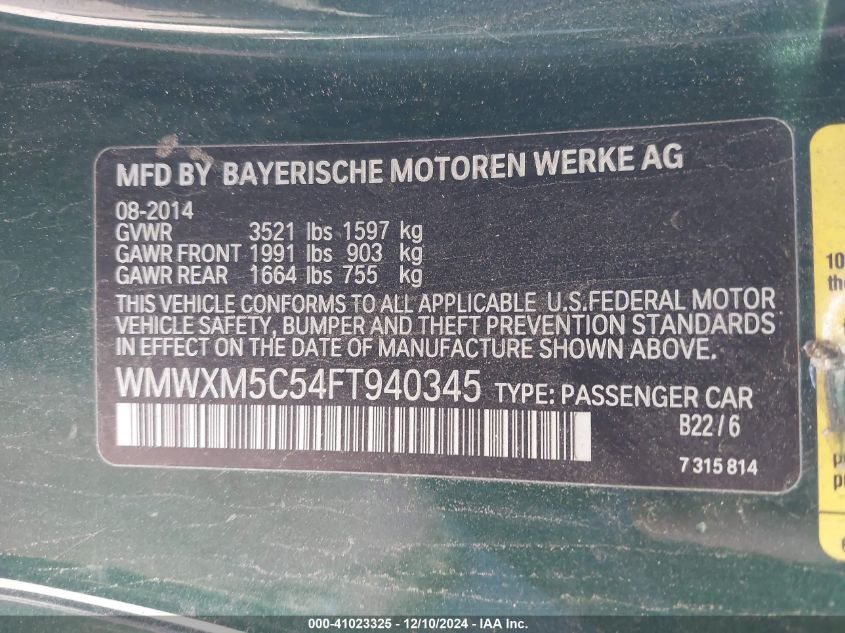 MFD BY BAYERISCHE MOTOREN WERKE AG
08-2014
GVWR 3521 lbs 1597 kg
GAWR FRONT 1991 lbs 903 kg
GAWR REAR 1664 lbs 755 kg
THIS VEHICLE CONFORMS TO ALL APPLICABLE U.S.FEDERAL MOTOR
VEHICLE SAFETY, BUMPER AND THEFT PREVENTION STANDARDS
IN EFFECT ON THE DATE OF MANUFACTURE SHOWN ABOVE.
WMWXM5C54FT940345 TYPE: PASSENGER CAR
B22/6
7 315 814
10
the
000-41023325 - 12/10/2024 - IAA Inc.